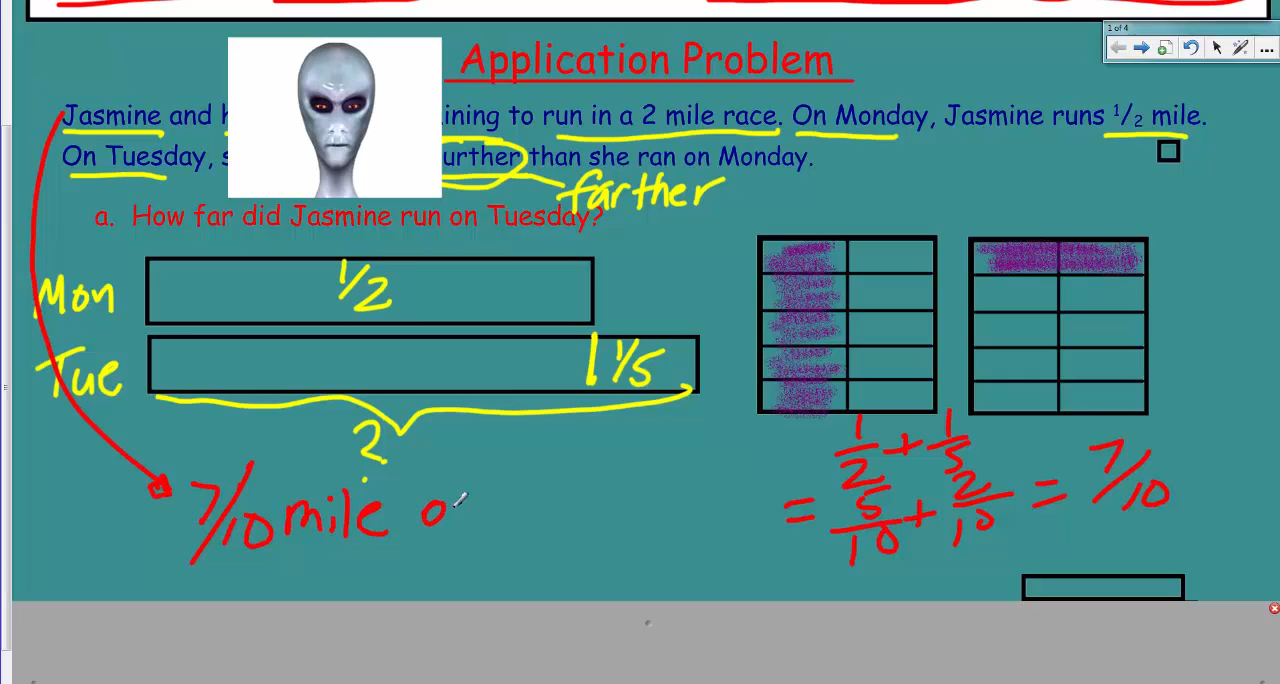 1 of 4
Application Problem
Jasmine and h ining to run in a 2 mile race. On Monday, Jasmine runs 1/2 mile.
On Tuesday, s urther than she ran on Monday.
farther
a. How far did Jasmine run on Tuesday?
Mon 1/2
Tue 1/5
?
1/2 + 1/5
= 5/10 + 2/10 = 7/10
7/10 mile o